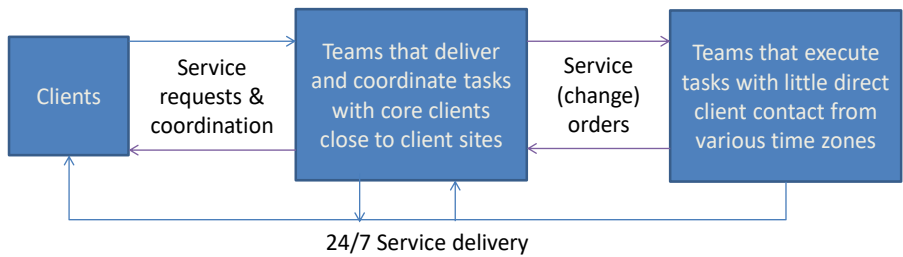 Clients
Service
requests &
coordination
Teams that deliver
and coordinate tasks
with core clients
close to client sites
Service
(change)
orders
Teams that execute
tasks with little direct
client contact from
various time zones
24/7 Service delivery